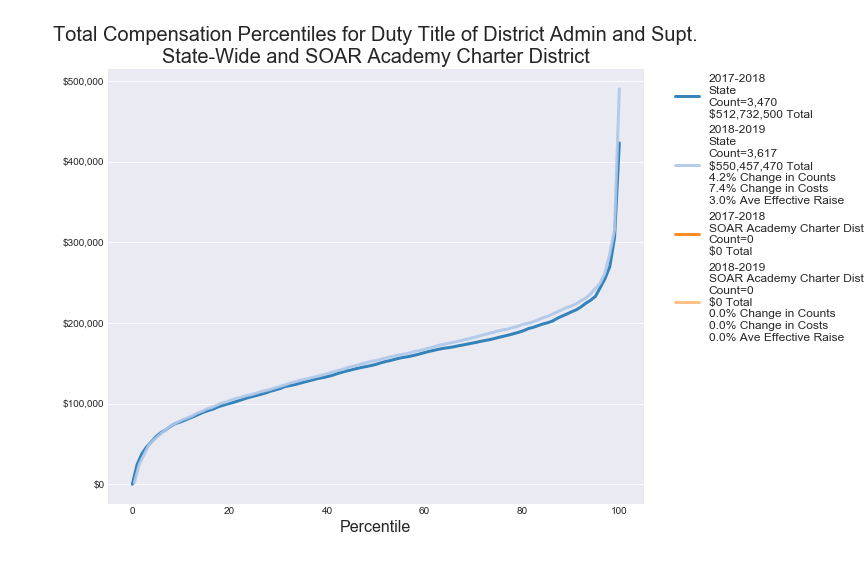 Total Compensation Percentiles for Duty Title of District Admin and Supt.
State-Wide and SOAR Academy Charter District
$500,000
$400,000
$300,000
$200,000
$100,000
$0
0
20
40
60
80
100
Percentile
2017-2018
State
Count=3,470
$512,732,500 Total
2018-2019
State
Count=3,617
$550,457,470 Total
4.2% Change in Counts
7.4% Change in Costs
3.0% Ave Effective Raise
2017-2018
SOAR Academy Charter Dist
Count=0
$0 Total
2018-2019
SOAR Academy Charter Dist
Count=0
$0 Total
0.0% Change in Counts
0.0% Change in Costs
0.0% Ave Effective Raise